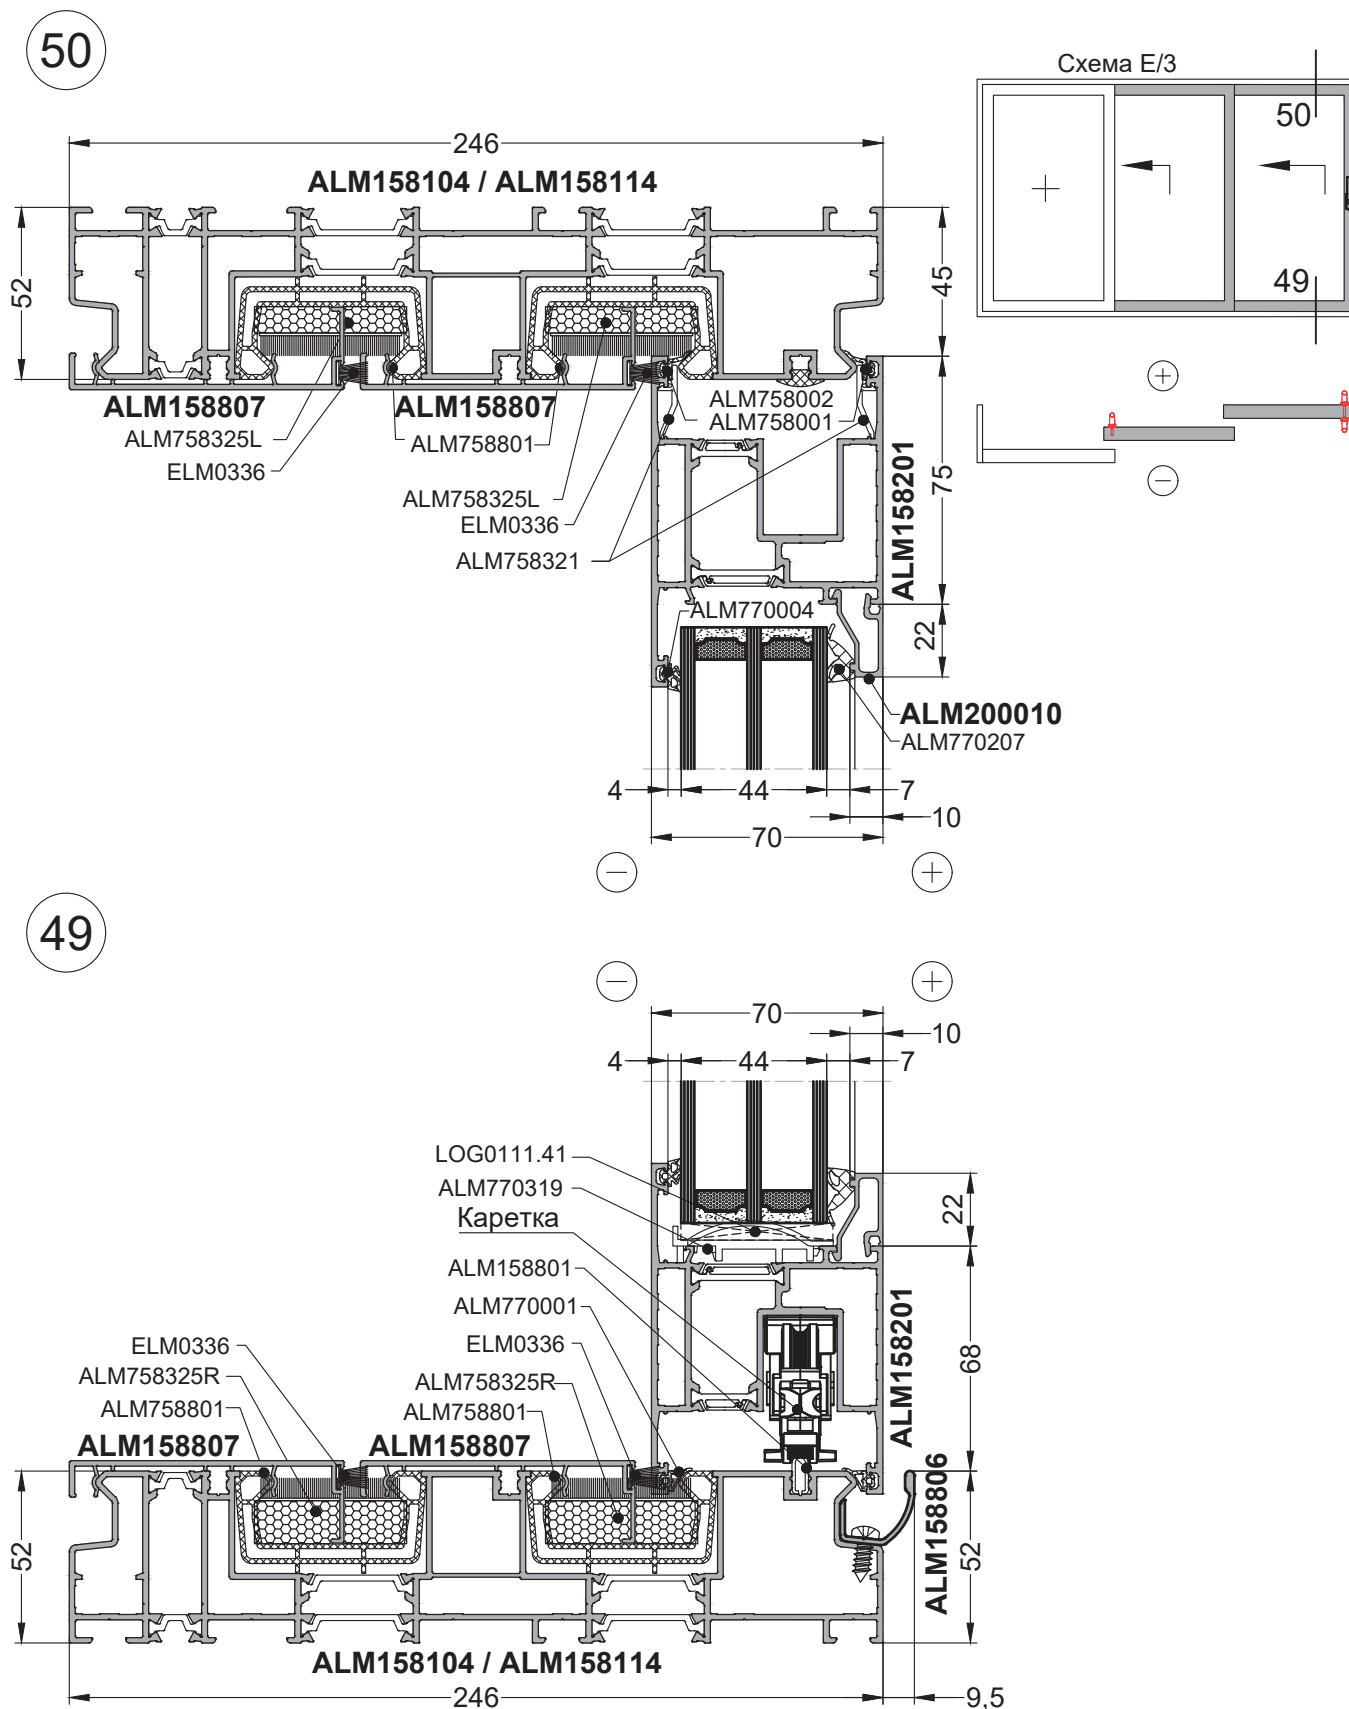 50
Схема E/3
50
49
246
ALM158104 / ALM158114
52
45
ALM158807
ALM158807
ALM758325L
ELM0336
ALM758801
ALM758002
ALM758001
ALM758325L
ELM0336
ALM758321
ALM158201
75
ALM770004
22
ALM200010
ALM770207
4
44
7
10
70
49
70
10
4
44
7
LOG0111.41
ALM770319
Каретка
ALM158801
ALM770001
ELM0336
ALM758325R
ALM758801
ELM0336
ALM758325R
ALM758801
ALM158807
ALM158807
22
ALM158201
68
ALM158806
52
52
ALM158104 / ALM158114
246
9,5